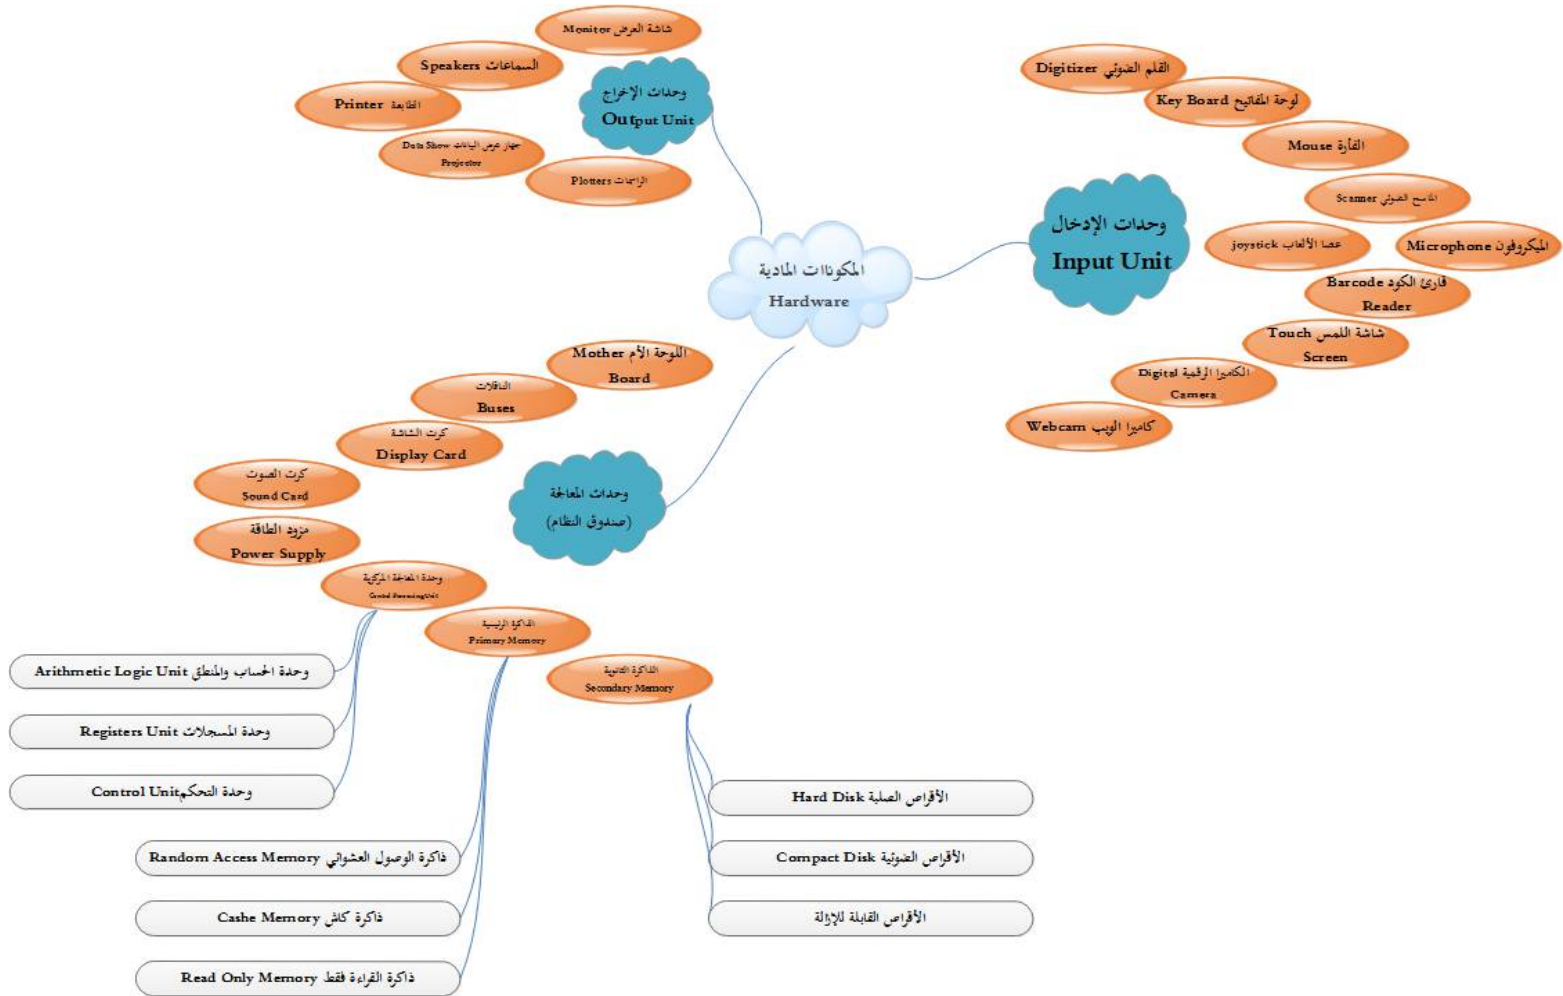 المكوناات المادية
Hardware
وحدات الإدخال
Input Unit
القلم الضوئي Digitizer
لوحة المفاتيح Key Board
الفأرة Mouse
الماسح الضوئي Scanner
عصا الألعاب joystick
الميكروفون Microphone
قارئ الكود Barcode
Reader
شاشة اللمس Touch
Screen
الكاميرا الرقمية Digital
Camera
كاميرا الويب Webcam
وحدات الإخراج
Output Unit
شاشة العرض Monitor
السماعات Speakers
الطابعة Printer
جهاز عرض البيانات Data Show
Projector
الراسمات Plotters
وحدات المعالجة
(صندوق النظام)
اللوحة الأم Mother
Board
الناقلات
Buses
كرت الشاشة
Display Card
كرت الصوت
Sound Card
مزود الطاقة
Power Supply
وحدة المعالجة المركزية
Central Processing Unit
وحدة الحساب والمنطق Arithmetic Logic Unit
وحدة المسجلات Registers Unit
وحدة التحكمControl Unit
الذاكرة الرئيسية
Primary Memory
ذاكرة الوصول العشوائي Random Access Memory
ذاكرة كاش Cashe Memory
ذاكرة القراءة فقط Read Only Memory
الذاكرة الثانوية
Secondary Memory
الأقراص الصلبة Hard Disk
الأقراص الضوئية Compact Disk
الأقراص القابلة للإزالة